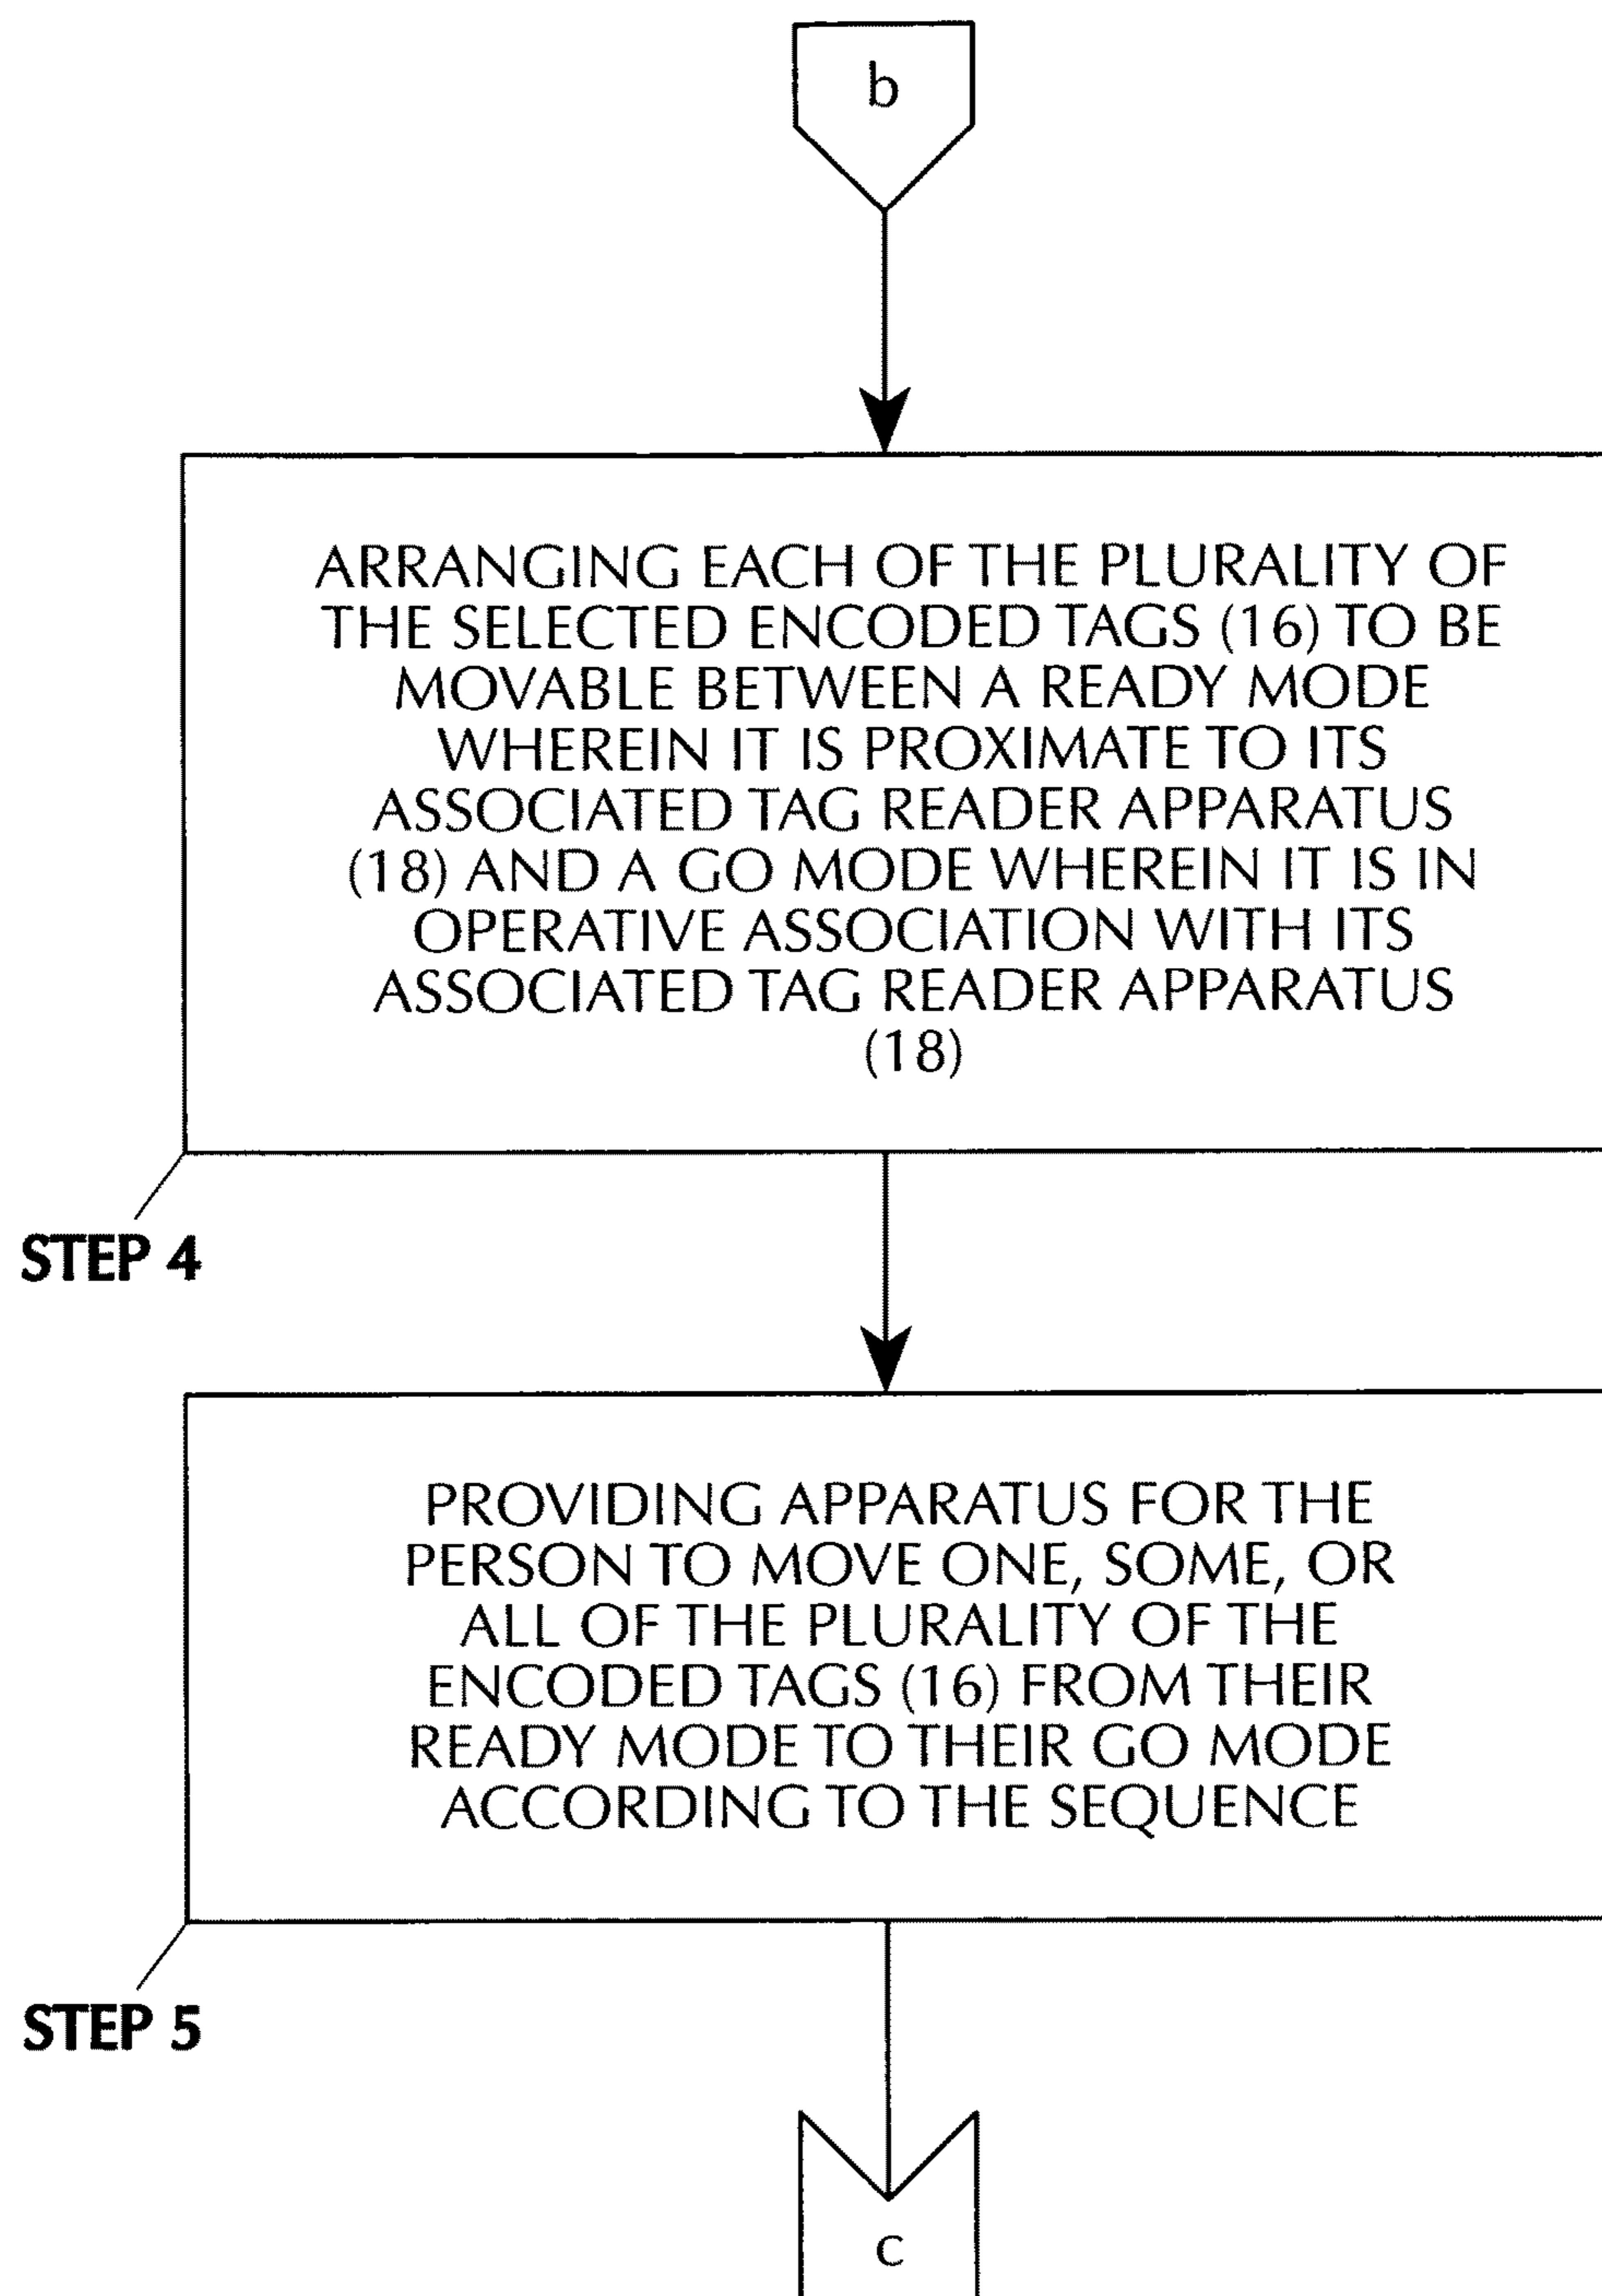 b
ARRANGING EACH OF THE PLURALITY OF
THE SELECTED ENCODED TAGS (16) TO BE
MOVABLE BETWEEN A READY MODE
WHEREIN IT IS PROXIMATE TO ITS
ASSOCIATED TAG READER APPARATUS
(18) AND A GO MODE WHEREIN IT IS IN
OPERATIVE ASSOCIATION WITH ITS
ASSOCIATED TAG READER APPARATUS
(18)
STEP 4
PROVIDING APPARATUS FOR THE
PERSON TO MOVE ONE, SOME, OR
ALL OF THE PLURALITY OF THE
ENCODED TAGS (16) FROM THEIR
READY MODE TO THEIR GO MODE
ACCORDING TO THE SEQUENCE
STEP 5
c